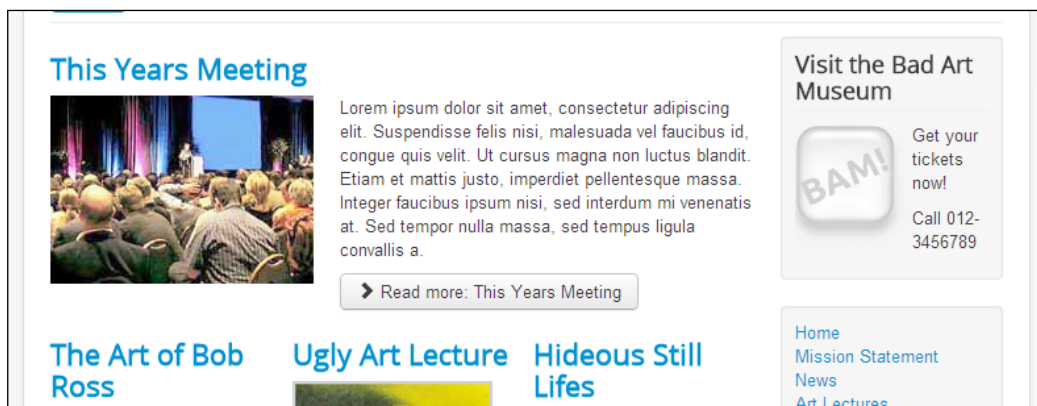 This Years Meeting
Lorem ipsum dolor sit amet, consectetur adipiscing
elit. Suspendisse felis nisi, malesuada vel faucibus id,
congue quis velit. Ut cursus magna non luctus blandit.
Etiam et mattis justo, imperdiet pellentesque massa.
Integer faucibus ipsum nisi, sed interdum mi venenatis
at. Sed tempor nulla massa, sed tempus ligula
convallis a.
Read more: This Years Meeting
The Art of Bob
Ross
Ugly Art Lecture
Hideous Still
Lifes
Visit the Bad Art
Museum
BAM!
Get your
tickets
now!
Call 012-
3456789
Home
Mission Statement
News
Art Lectures